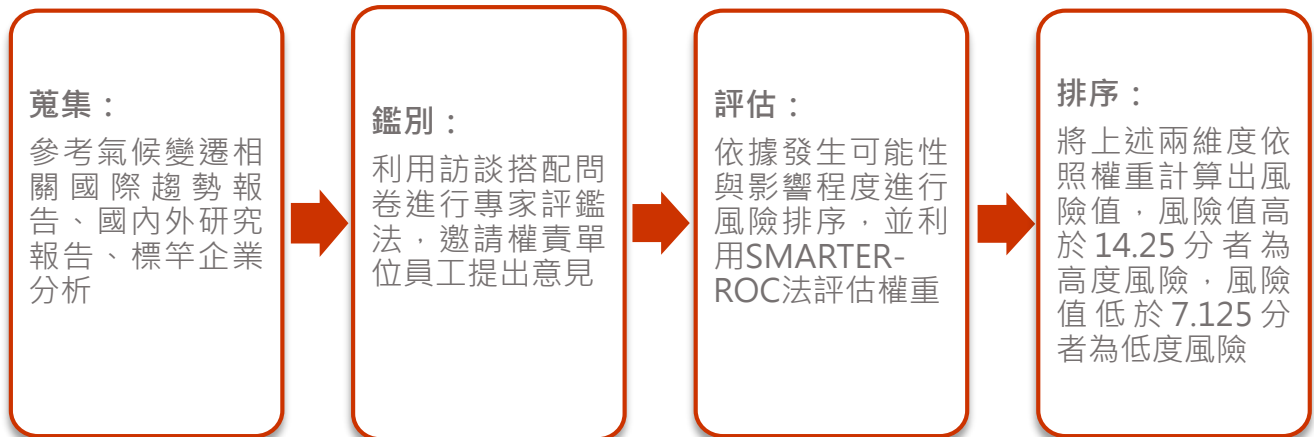 蒐集：
參考氣候變遷相
關國際趨勢報
告、國內外研究
報告、標竿企業
分析
鑑別：
利用訪談搭配問
卷進行專家評鑑
法，邀請權責單
位員工提出意見
評估：
依據發生可能性
與影響程度進行
風險排序，並利
用SMARTER-
ROC法評估權重
排序：
將上述兩維度依
照權重計算出風
險值，風險值高
於14.25分者為
高度風險，風險
值低於7.125分
者為低度風險